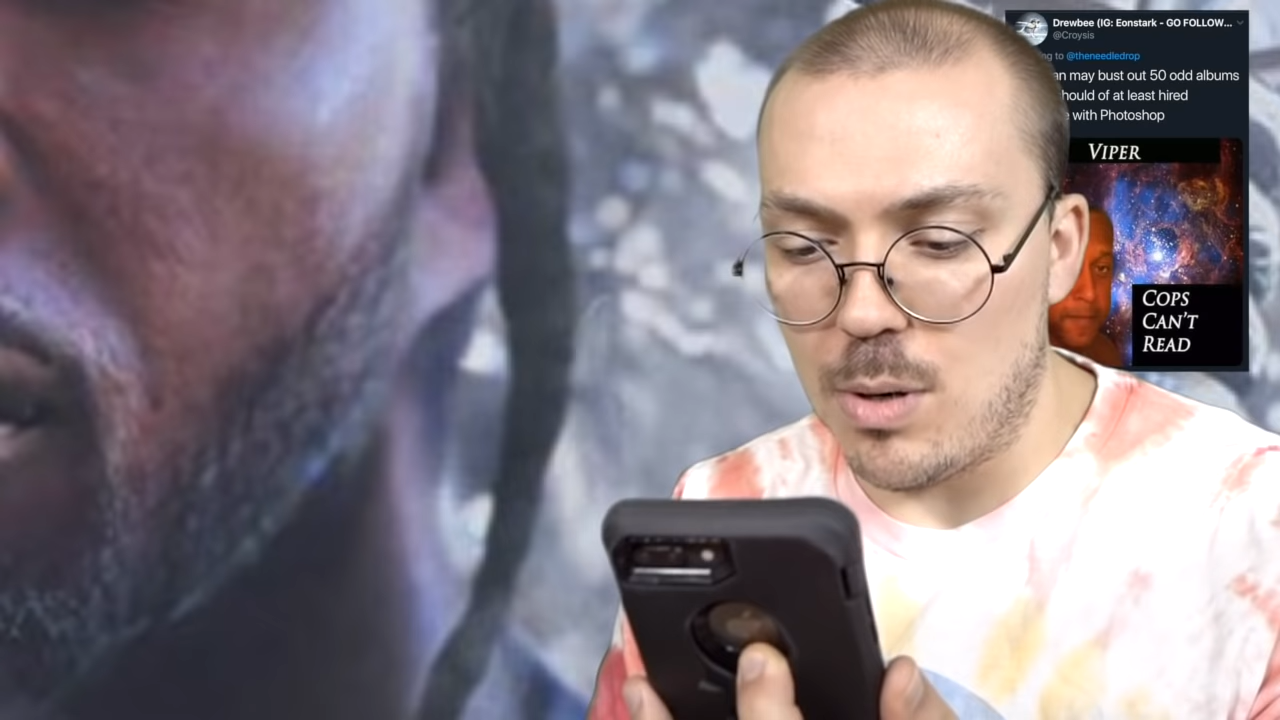 Drewbee (IG: Eonstark - GO FOLLOW...
@Croysis
to @theneedledrop
may bust out 50 odd albums
of at least hired
with Photoshop
VIPER
COPS
CAN'T
READ